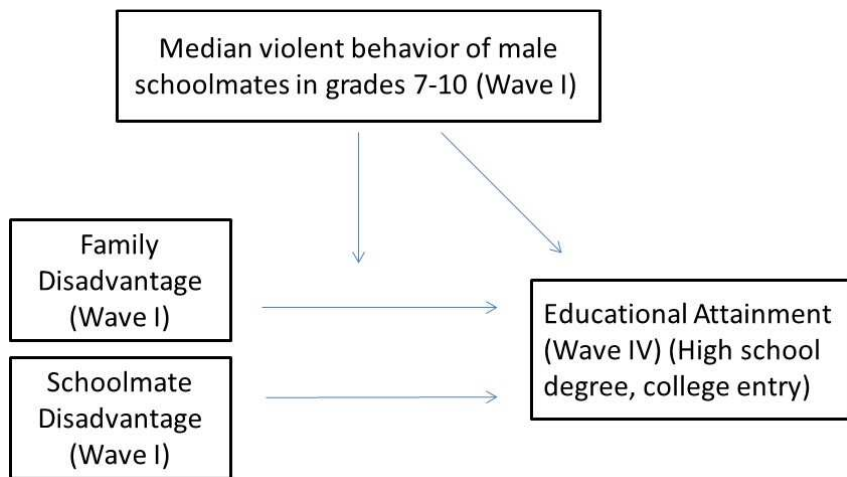 Median violent behavior of male
schoolmates in grades 7-10 (Wave I)
Family
Disadvantage
(Wave I)
Schoolmate
Disadvantage
(Wave I)
Educational Attainment
(Wave IV) (High school
degree, college entry)